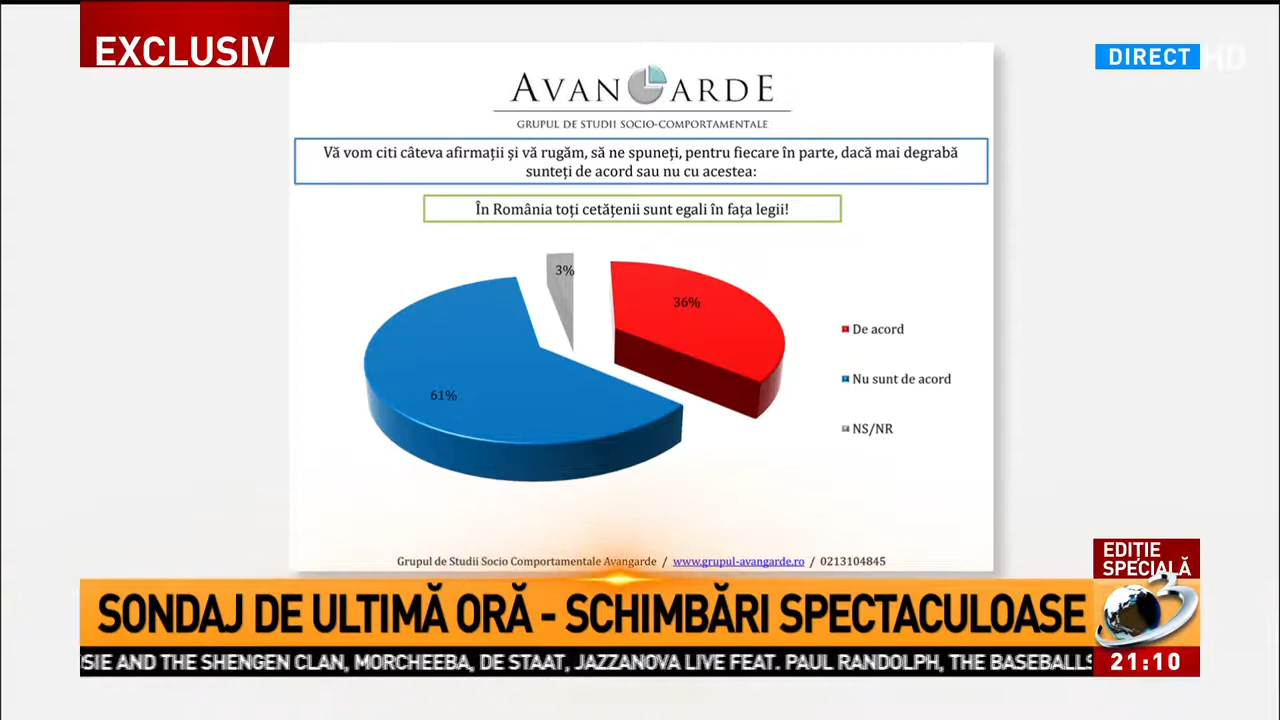 EXCLUSIV
DIRECT HD
AVANGARDE
GRUPUL DE STUDII SOCIO-COMPORTAMENTALE
Vă vom citi câteva afirmații și vă rugăm, să ne spuneți, pentru fiecare în parte, dacă mai degrabă
sunteți de acord sau nu cu acestea:
În România toți cetățenii sunt egali în fața legii!
3%
36%
61%
De acord
Nu sunt de acord
NS/NR
Grupul de Studii Socio Comportamentale Avangarde / www.grupul-avangarde.ro / 0213104845
EDIȚIE
SPECIALĂ
SONDAJ DE ULTIMĂ ORĂ - SCHIMBĂRI SPECTACULOASE
SIE AND THE SHENGEN CLAN, MORCHEEBA, DE STAAT, JAZZANOVA LIVE FEAT. PAUL RANDOLPH, THE BASEBALLS
21:10